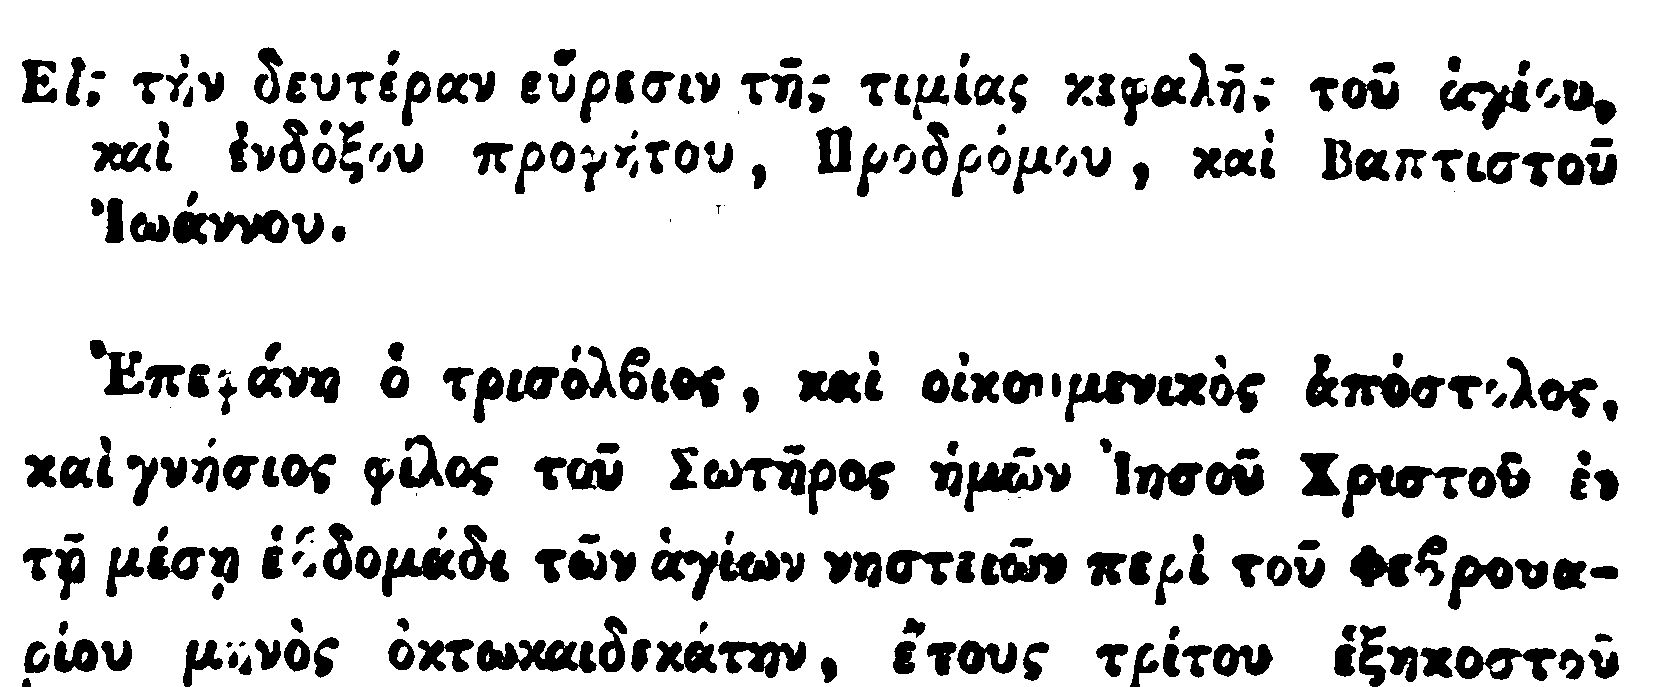 Εἰς τὴν δευτέραν εὕρεσιν τῆς τιμίας κεφαλῆς τοῦ ἁγίου,
καὶ ἐνδόξου προφήτου, Προδρόμου, καὶ Βαπτιστοῦ
Ἰωάννου.
Ἐπεφάνη ὁ τρισόλβιος, καὶ οἰκουμενικὸς ἀπόστολος,
καὶ γνήσιος φίλος τοῦ Σωτῆρος ἡμῶν Ἰησοῦ Χριστοῦ ἐν
τῇ μέσῃ ἑβδομάδι τῶν ἁγίων νηστειῶν περὶ τοῦ Φεβρουα-
ρίου μηνὸς ὀκτωκαιδεκάτην, ἔτους τρίτου ἑξηκοστοῦ